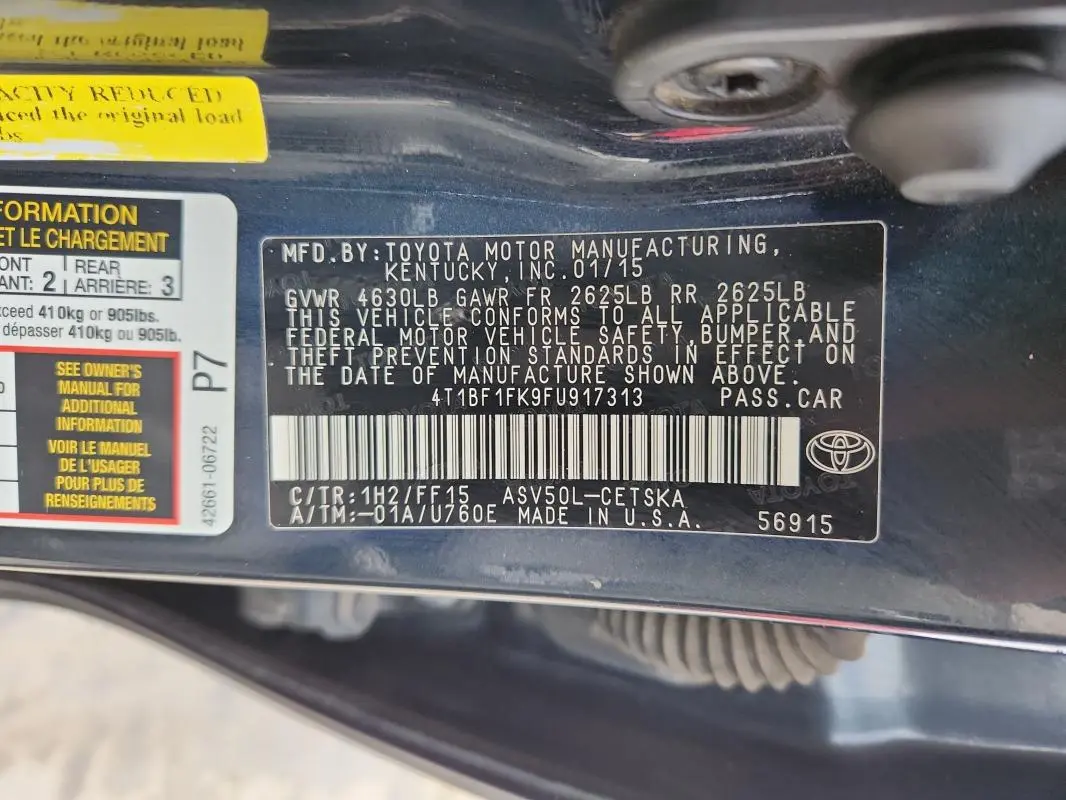 ACITY REDUCED
the original load
FORMATION
ET LE CHARGEMENT
REAR
ANT: 2 ARRIÈRE: 3
xceed 410kg or 905lbs.
dépasser 410kg ou 905lb.
SEE OWNER'S
MANUAL FOR
ADDITIONAL
INFORMATION
VOIR LE MANUEL
DE L'USAGER
POUR PLUS DE
RENSEIGNEMENTS
P7
42661-06722
MFD.BY:TOYOTA MOTOR MANUFACTURING,
KENTUCKY,INC.01/15
GVWR 4630LB GAWR FR 2625LB RR 2625LB
THIS VEHICLE CONFORMS TO ALL APPLICABLE
FEDERAL MOTOR VEHICLE SAFETY,BUMPER,AND
THEFT PREVENTION STANDARDS IN EFFECT ON
THE DATE OF MANUFACTURE SHOWN ABOVE.
4T1BF1FK9FU917313 PASS.CAR
C/TR:1H2/FF15 ASV50L-CETSKA
A/TM:-01A/U760E MADE IN U.S.A. 56915